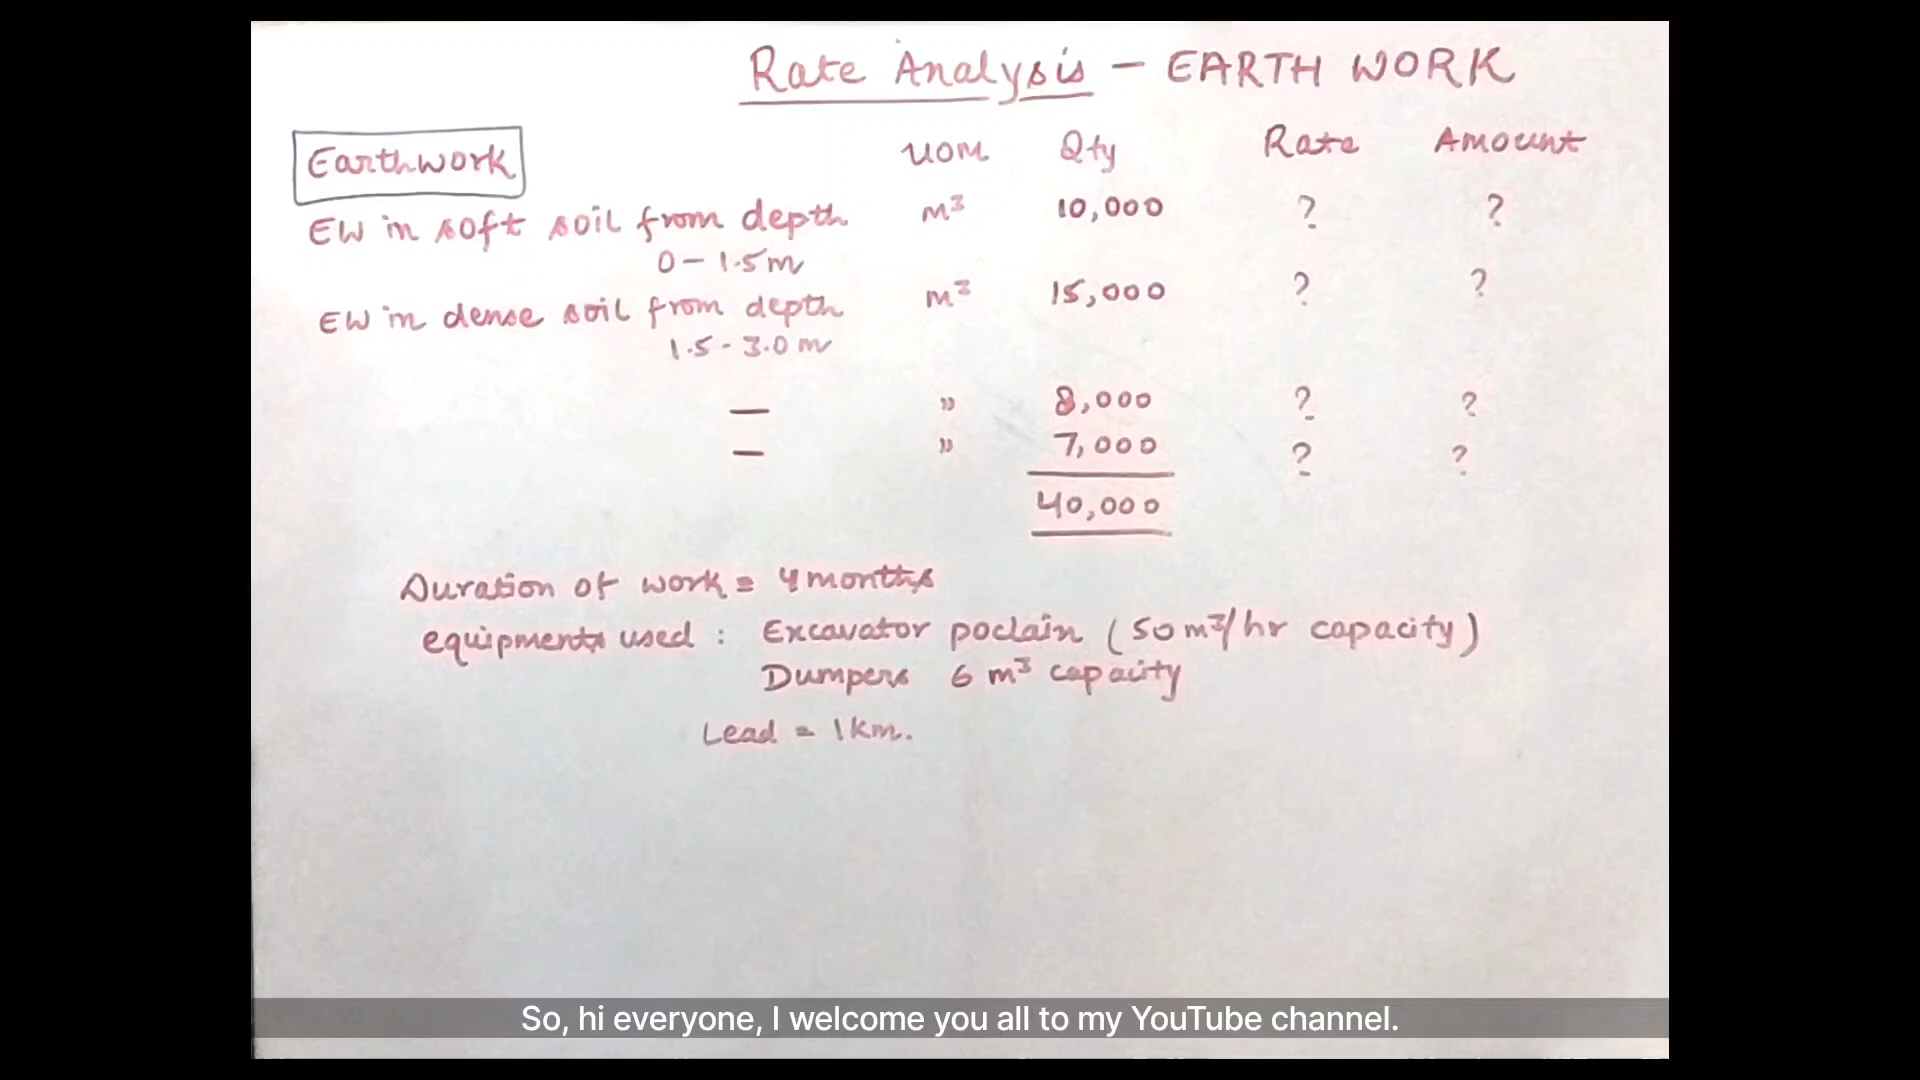 Rate Analysis - EARTH WORK
Earthwork UOM Qty Rate Amount
EW in soft soil from depth m³ 10,000 ? ?
0 - 1.5m
EW in dense soil from depth m³ 15,000 ? ?
1.5 - 3.0 m
— " 8,000 ? ?
— " 7,000 ? ?
40,000
Duration of work = 4 months
equipments used : Excavator poclain (50 m³/hr capacity)
Dumpers 6 m³ capacity
Lead = 1km.
So, hi everyone, I welcome you all to my YouTube channel.